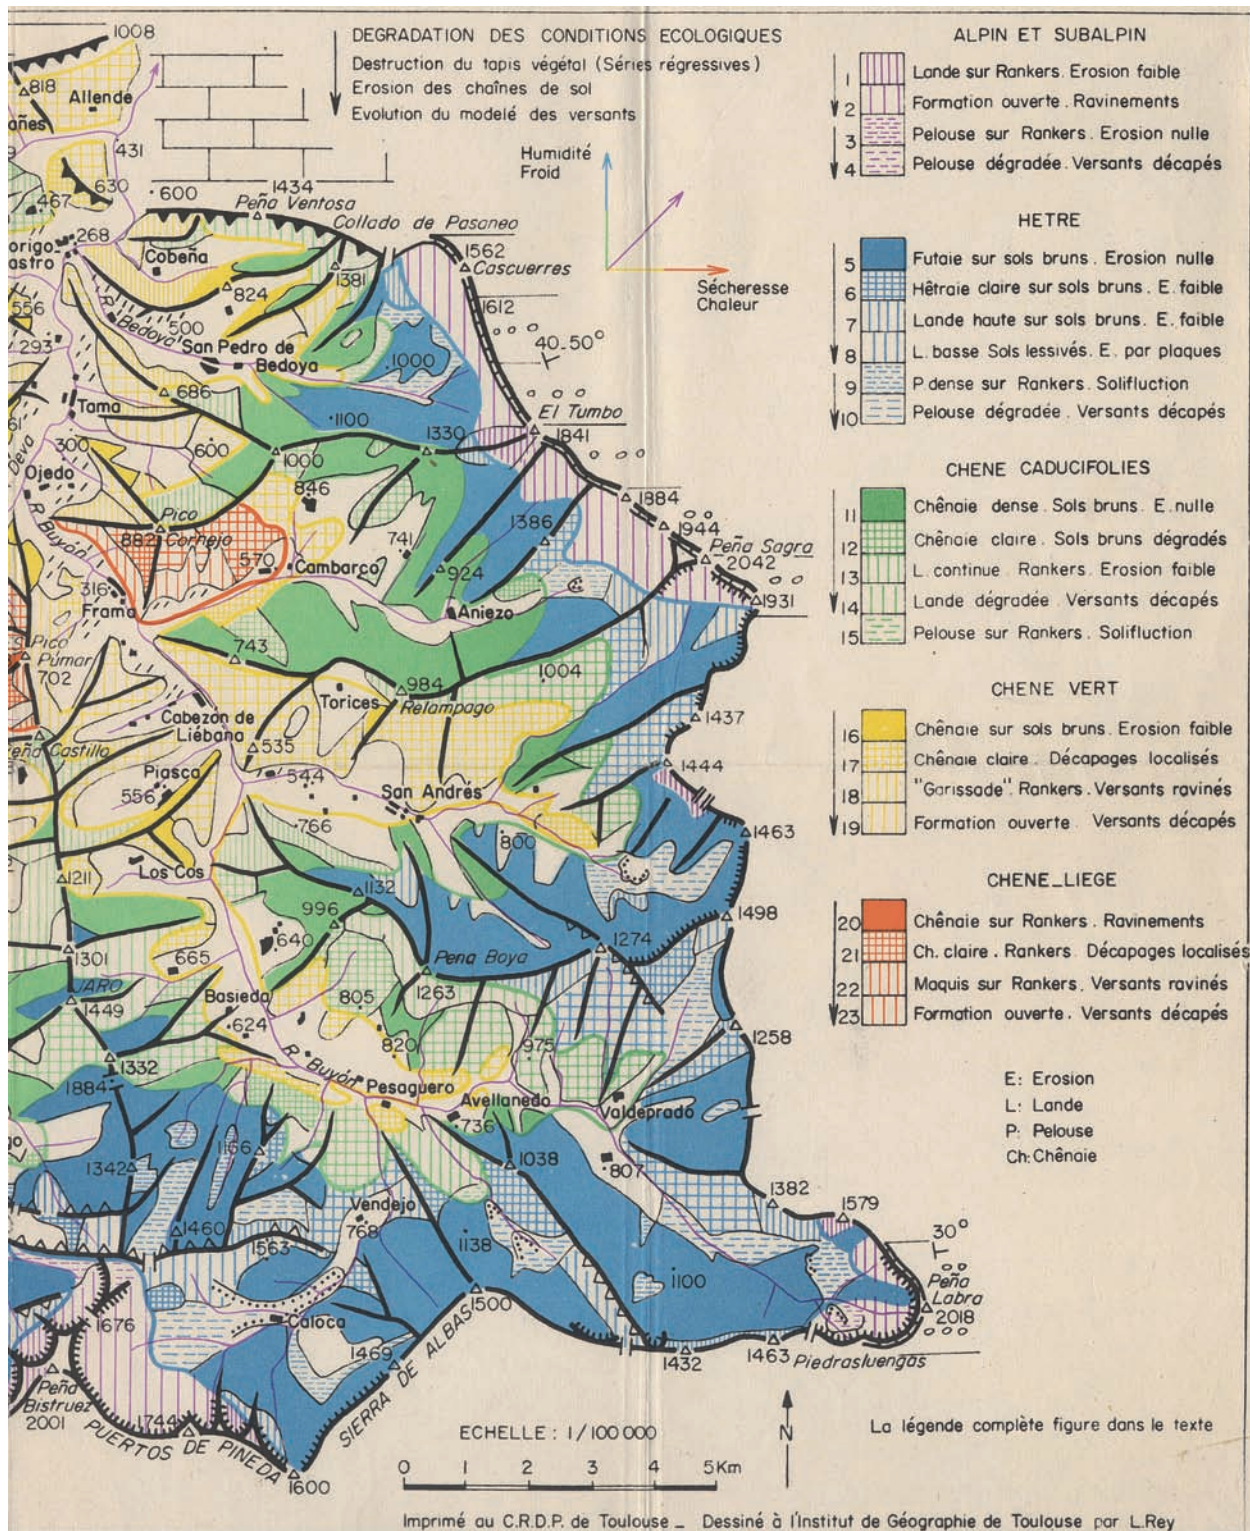 DEGRADATION DES CONDITIONS ECOLOGIQUES
Destruction du tapis végétal (Séries régressives)
Erosion des chaînes de sol
Evolution du modelé des versants
Humidité
Froid
Sécheresse
Chaleur
ALPIN ET SUBALPIN
1 Lande sur Rankers. Erosion faible
2 Formation ouverte. Ravinements
3 Pelouse sur Rankers. Erosion nulle
4 Pelouse dégradée. Versants décapés
HETRE
5 Futaie sur sols bruns. Erosion nulle
6 Hêtraie claire sur sols bruns. E. faible
7 Lande haute sur sols bruns. E. faible
8 L. basse Sols lessivés. E. par plaques
9 P. dense sur Rankers. Solifluction
10 Pelouse dégradée. Versants décapés
CHENE CADUCIFOLIES
11 Chênaie dense. Sols bruns. E. nulle
12 Chênaie claire. Sols bruns dégradés
13 L. continue. Rankers. Erosion faible
14 Lande dégradée. Versants décapés
15 Pelouse sur Rankers. Solifluction
CHENE VERT
16 Chênaie sur sols bruns. Erosion faible
17 Chênaie claire. Décapages localisés
18 "Garissade". Rankers. Versants ravinés
19 Formation ouverte. Versants décapés
CHENE_LIEGE
20 Chênaie sur Rankers. Ravinements
21 Ch. claire. Rankers. Décapages localisés
22 Maquis sur Rankers. Versants ravinés
23 Formation ouverte. Versants décapés
E: Erosion
L: Lande
P: Pelouse
Ch: Chênaie
La légende complète figure dans le texte
1008
818
Allende
431
630
600
1434
Peña Ventosa
Collado de Pasaneo
467
268
Cobeña
1381
1562
Cascuerres
824
1612
556
R. Bedoya
500
San Pedro de
Bedoya
1000
40-50°
293
686
Tama
1100
El Tumbo
1841
300
600
1000
1330
Deva
Ojedo
846
1884
R. Buyón
Pico
Cornejo
882
741
1386
1944
Peña Sagra
2042
570
Cambarco
924
1931
316
Frama
Aniezo
Pico
Púmar
702
743
1004
984
Relampago
Torices
Cabezón de
Liébana
535
1437
Castillo
Piasca
556
544
San Andrés
1444
766
800
1463
Los Cos
1211
1132
996
1498
640
1274
1301
665
Pena Boya
1263
1449
Basieda
805
624
820
975
1258
1332
R. Buyón
1884
Pesaguero
Avellanedo
736
Valdeprado
1166
1342
1038
807
1382
1579
Vendejo
768
1460
1563
1138
1100
30°
Peña
Labra
2018
1500
Caloca
1676
1469
SIERRA DE ALBAS
1432
1463
Piedrasluengas
Peña
Bistruez
2001
1744
PUERTOS DE PINEDA
1600
ECHELLE: 1/100 000
0 1 2 3 4 5Km
N
Imprimé au C.R.D.P. de Toulouse _ Dessiné à l'Institut de Géographie de Toulouse par L.Rey